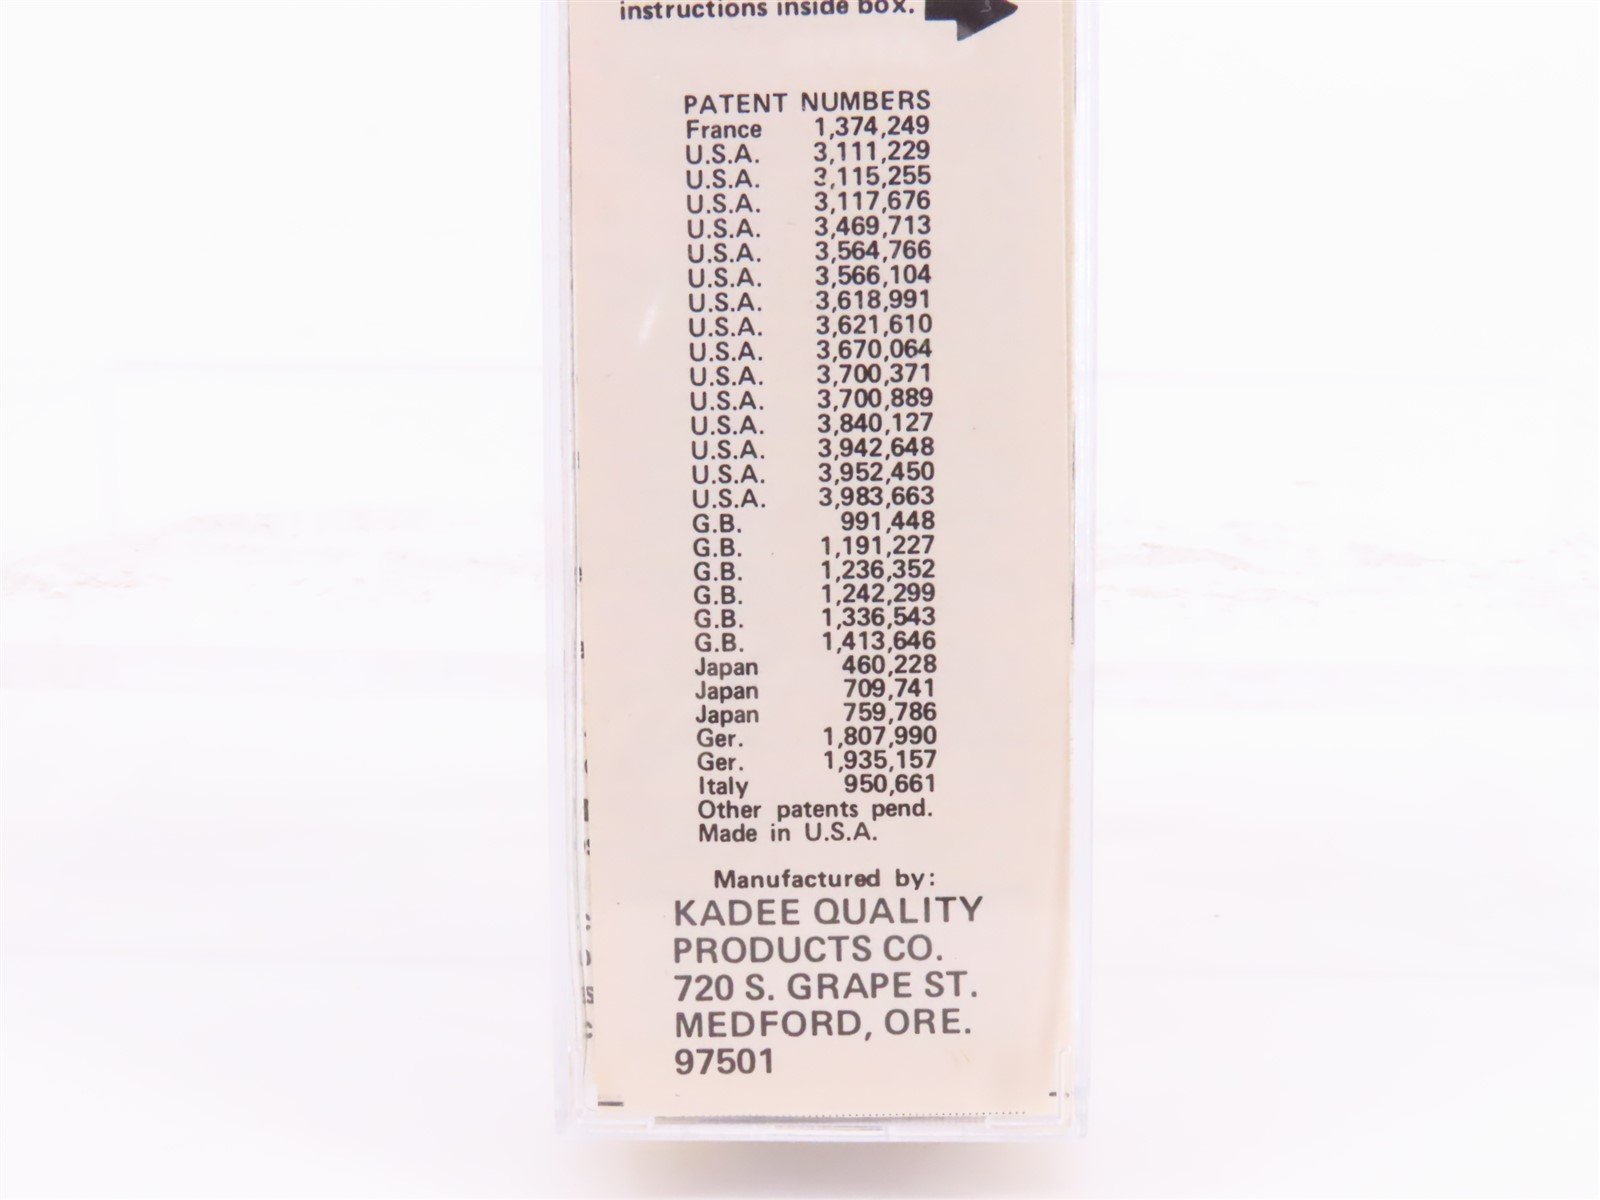 instructions inside box.
PATENT NUMBERS
France 1,374,249
U.S.A. 3,111,229
U.S.A. 3,115,255
U.S.A. 3,117,676
U.S.A. 3,469,713
U.S.A. 3,564,766
U.S.A. 3,566,104
U.S.A. 3,618,991
U.S.A. 3,621,610
U.S.A. 3,670,064
U.S.A. 3,700,371
U.S.A. 3,700,889
U.S.A. 3,840,127
U.S.A. 3,942,648
U.S.A. 3,952,450
U.S.A. 3,983,663
G.B. 991,448
G.B. 1,191,227
G.B. 1,236,352
G.B. 1,242,299
G.B. 1,336,543
G.B. 1,413,646
Japan 460,228
Japan 709,741
Japan 759,786
Ger. 1,807,990
Ger. 1,935,157
Italy 950,661
Other patents pend.
Made in U.S.A.
Manufactured by:
KADEE QUALITY
PRODUCTS CO.
720 S. GRAPE ST.
MEDFORD, ORE.
97501